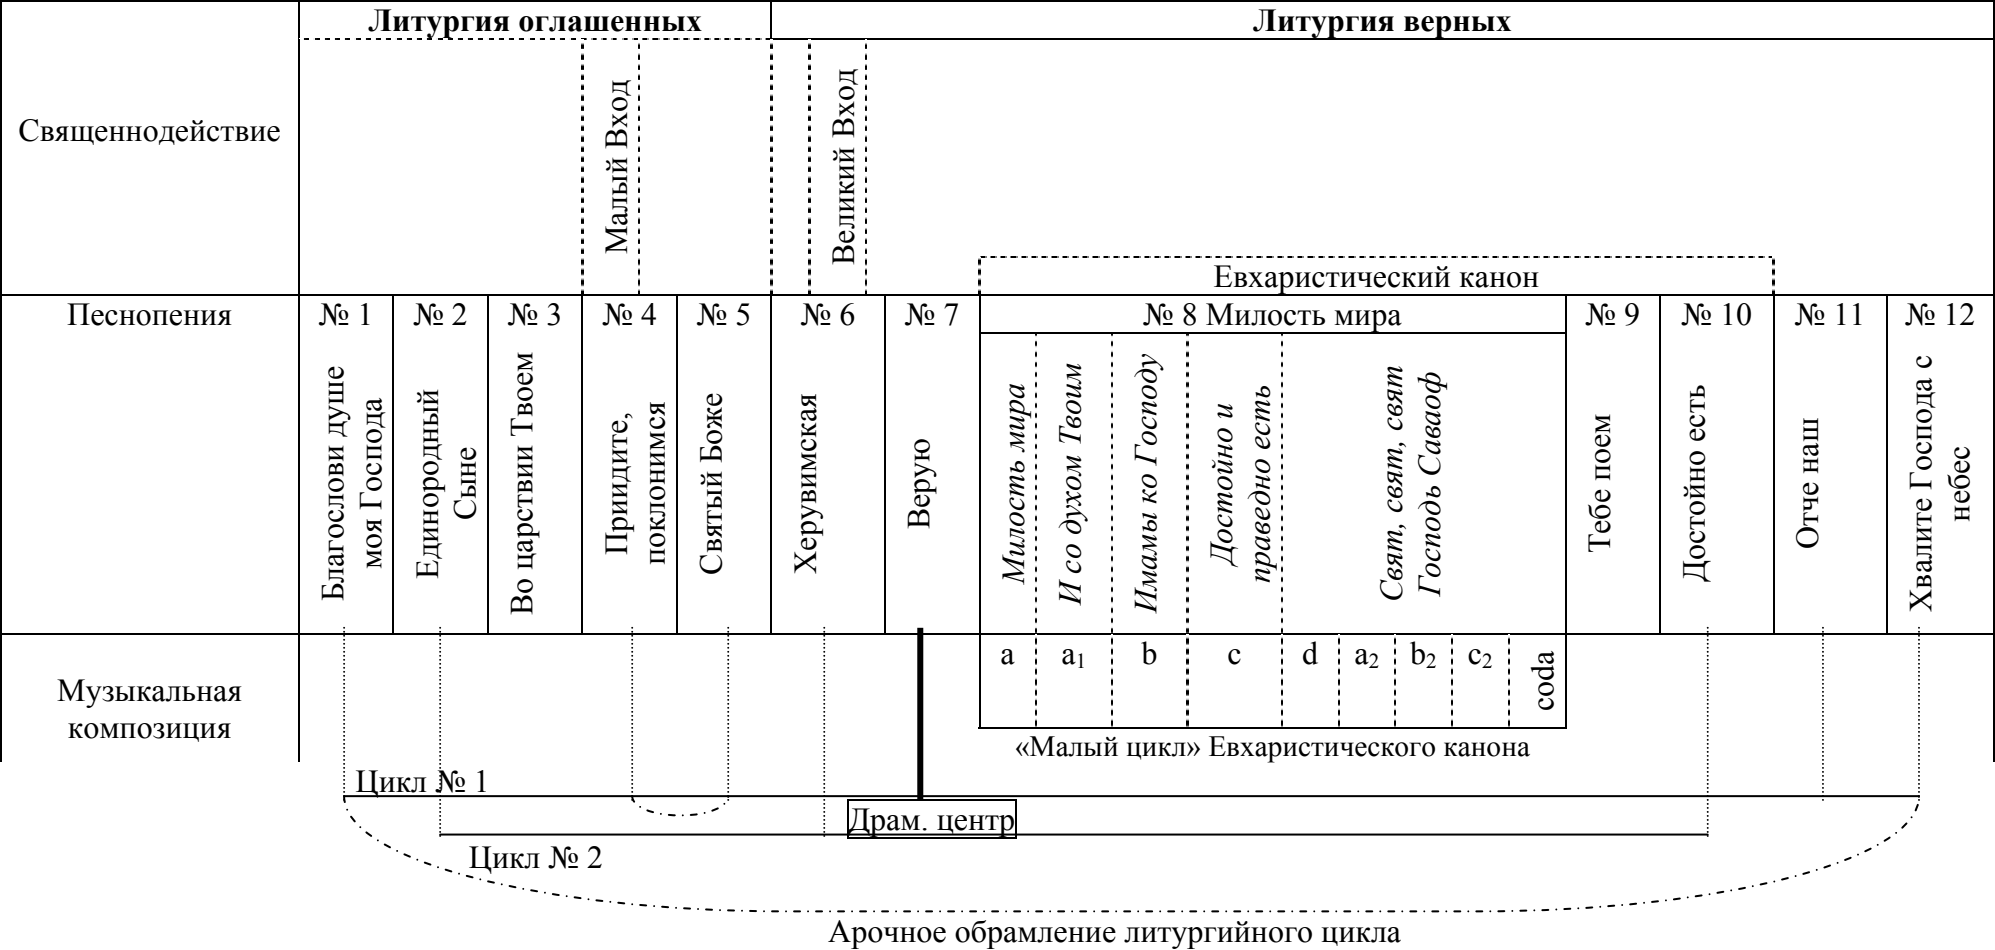 Литургия оглашенных
Литургия верных
Священнодействие
Малый Вход
Великий Вход
Евхаристический канон
Песнопения
№ 1
№ 2
№ 3
№ 4
№ 5
№ 6
№ 7
№ 8 Милость мира
№ 9
№ 10
№ 11
№ 12
Благослови душе
моя Господа
Единородный
Сыне
Во царствии Твоем
Приидите,
поклонимся
Святый Боже
Херувимская
Верую
Милость мира
И со духом Твоим
Имамы ко Господу
Достойно и
праведно есть
Свят, свят, свят
Господь Саваоф
Тебе поем
Достойно есть
Отче наш
Хвалите Господа с
небес
Музыкальная
композиция
a
a₁
b
c
d
a₂
b₂
c₂
coda
«Малый цикл» Евхаристического канона
Цикл № 1
Драм. центр
Цикл № 2
Арочное обрамление литургийного цикла